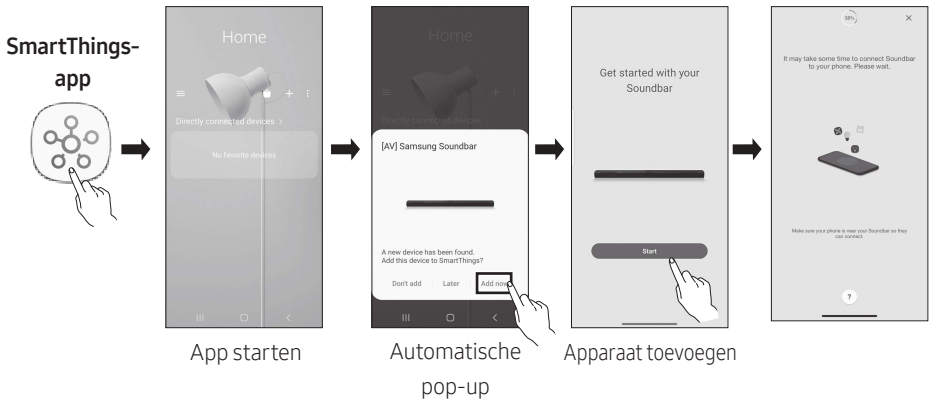 SmartThings-
app
Home
Directly connected devices >
No favorite devices
App starten
Home
Directly connected devices
[AV] Samsung Soundbar
A new device has been found.
Add this device to SmartThings?
Don't add
Later
Add now
Automatische
pop-up
Get started with your
Soundbar
Start
Apparaat toevoegen
38%
It may take some time to connect Soundbar
to your phone. Please wait.
Make sure your phone is near your Soundbar so they
can connect.
?